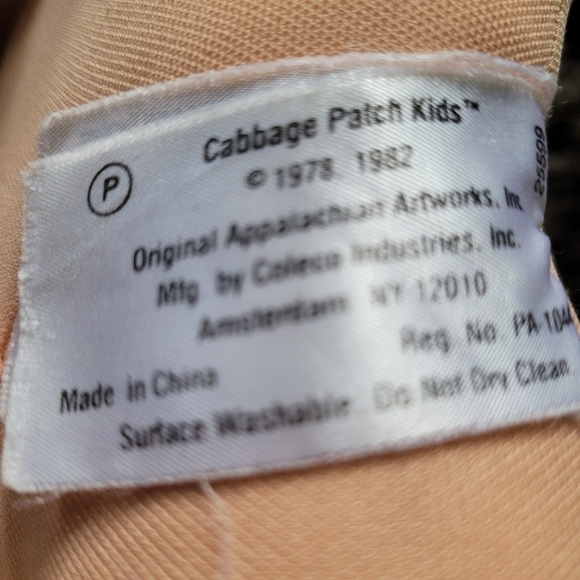 Cabbage Patch Kids™
P
© 1978, 1982
Original Appalachian Artworks, Inc
Mfg by Coleco Industries, Inc.
Amsterdam NY 12010
Reg. No PA-104
Made in China
Surface Washable Do Not Dry Clean
25599